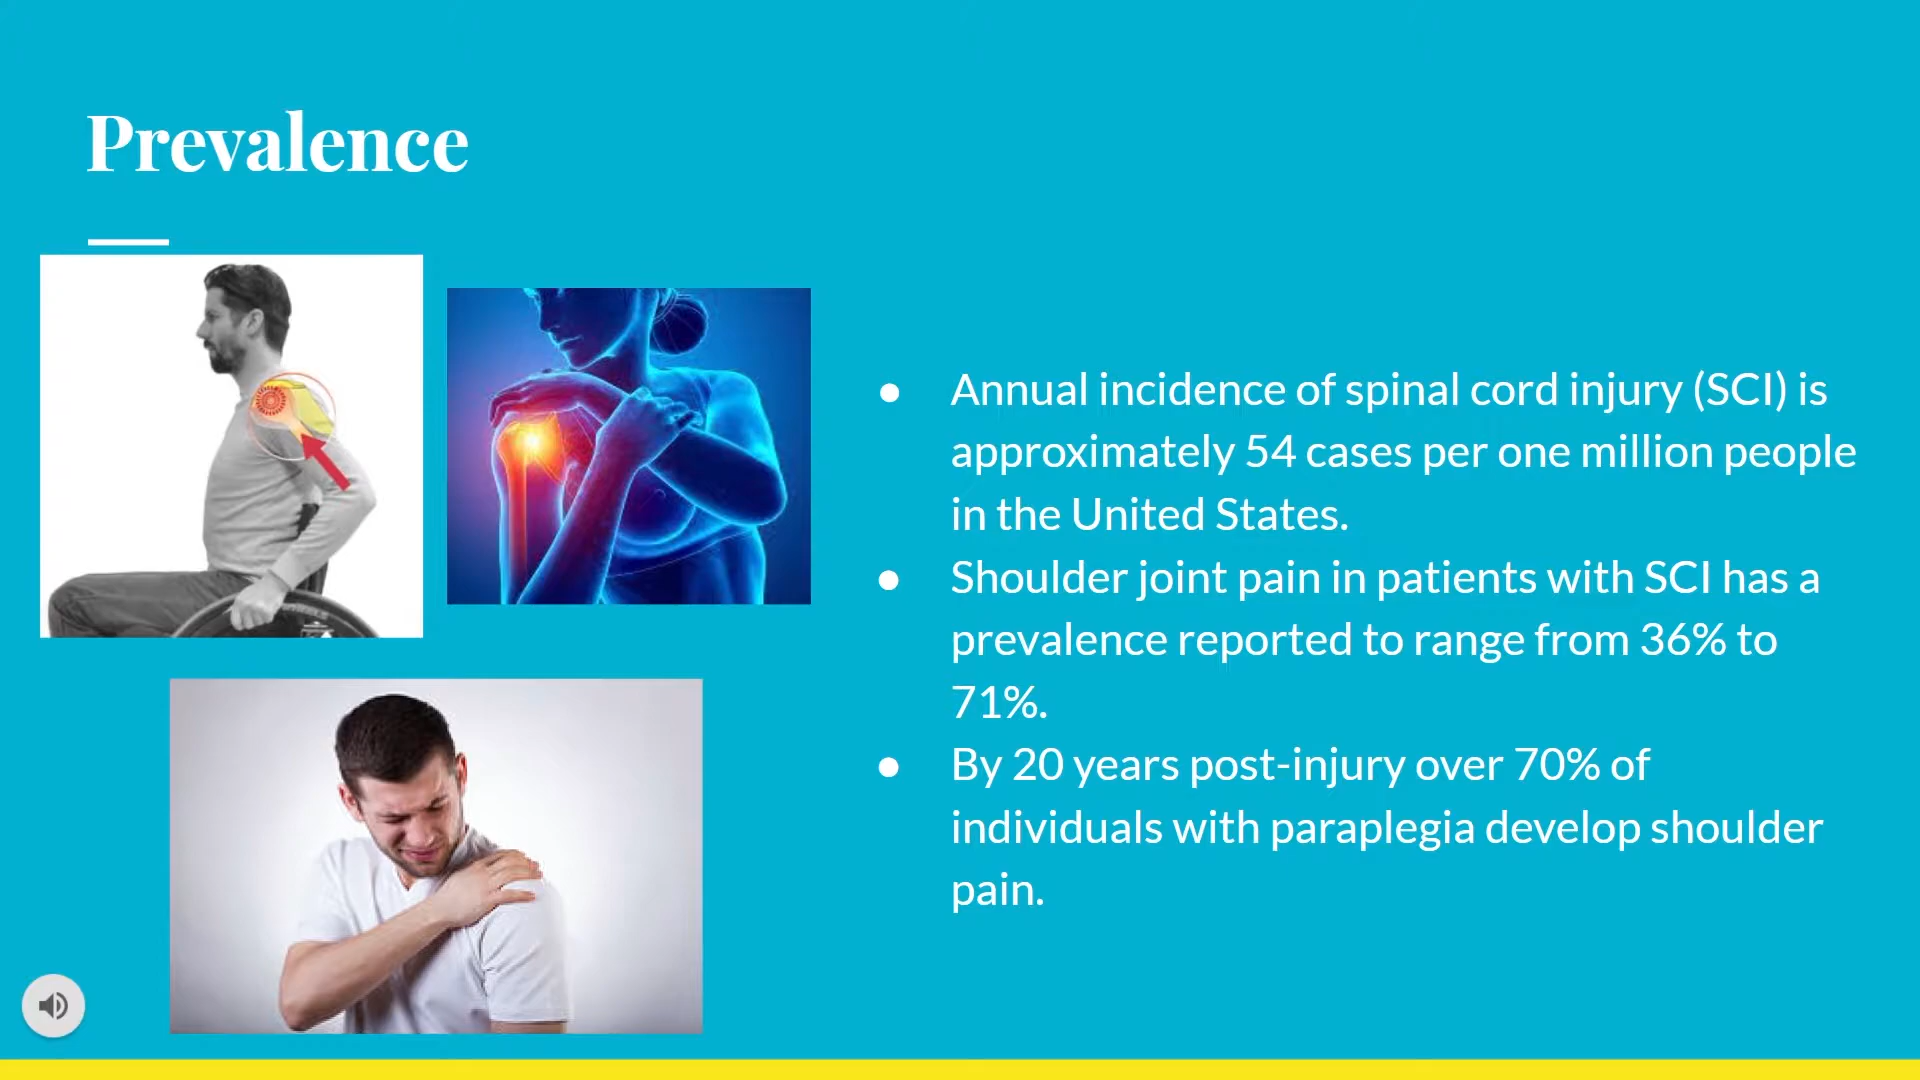 Prevalence
● Annual incidence of spinal cord injury (SCI) is
approximately 54 cases per one million people
in the United States.
● Shoulder joint pain in patients with SCI has a
prevalence reported to range from 36% to
71%.
● By 20 years post-injury over 70% of
individuals with paraplegia develop shoulder
pain.